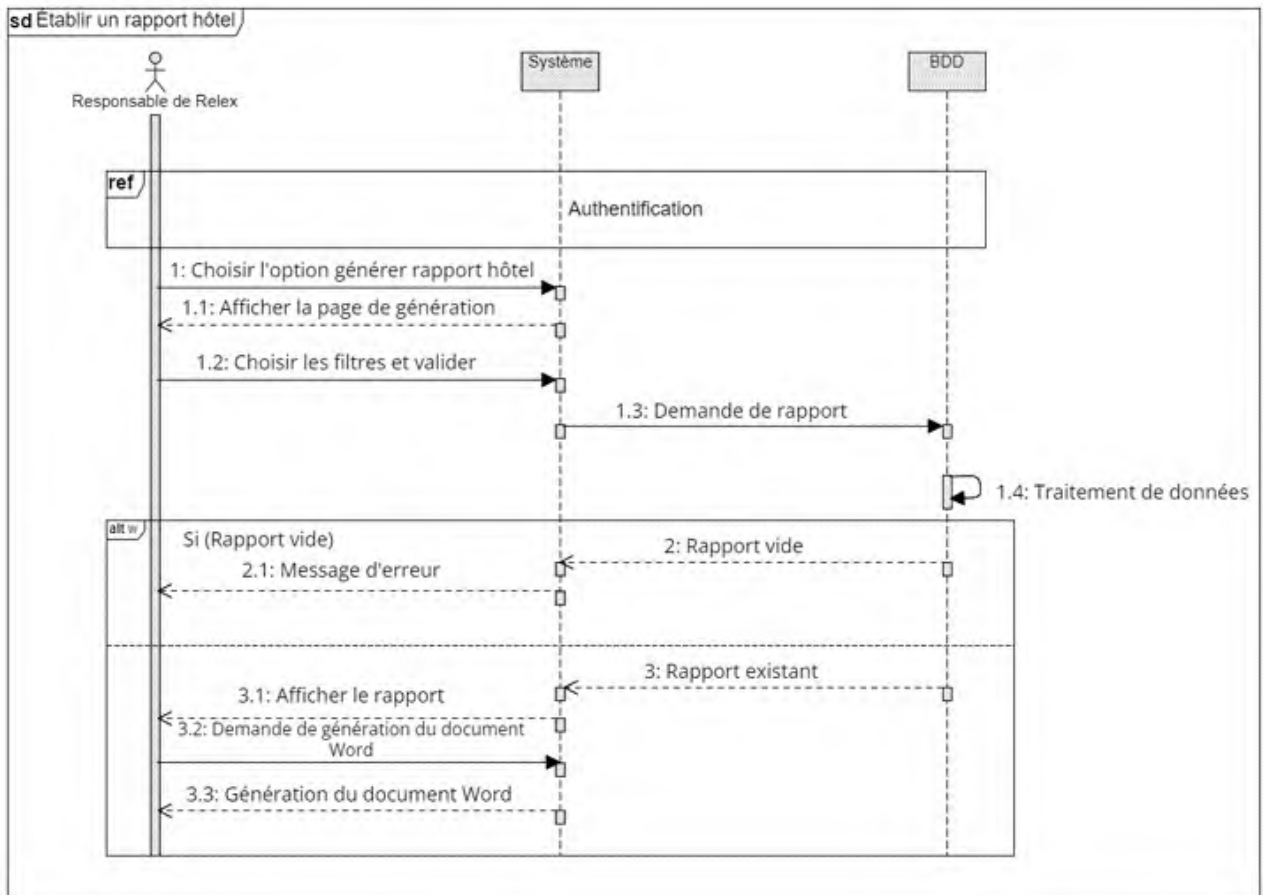 sd Établir un rapport hôtel
Système
BDD
Responsable de Relex
ref
Authentification
1: Choisir l'option générer rapport hôtel
1.1: Afficher la page de génération
1.2: Choisir les filtres et valider
1.3: Demande de rapport
1.4: Traitement de données
alt w
Si (Rapport vide)
2: Rapport vide
2.1: Message d'erreur
3: Rapport existant
3.1: Afficher le rapport
3.2: Demande de génération du document
Word
3.3: Génération du document Word